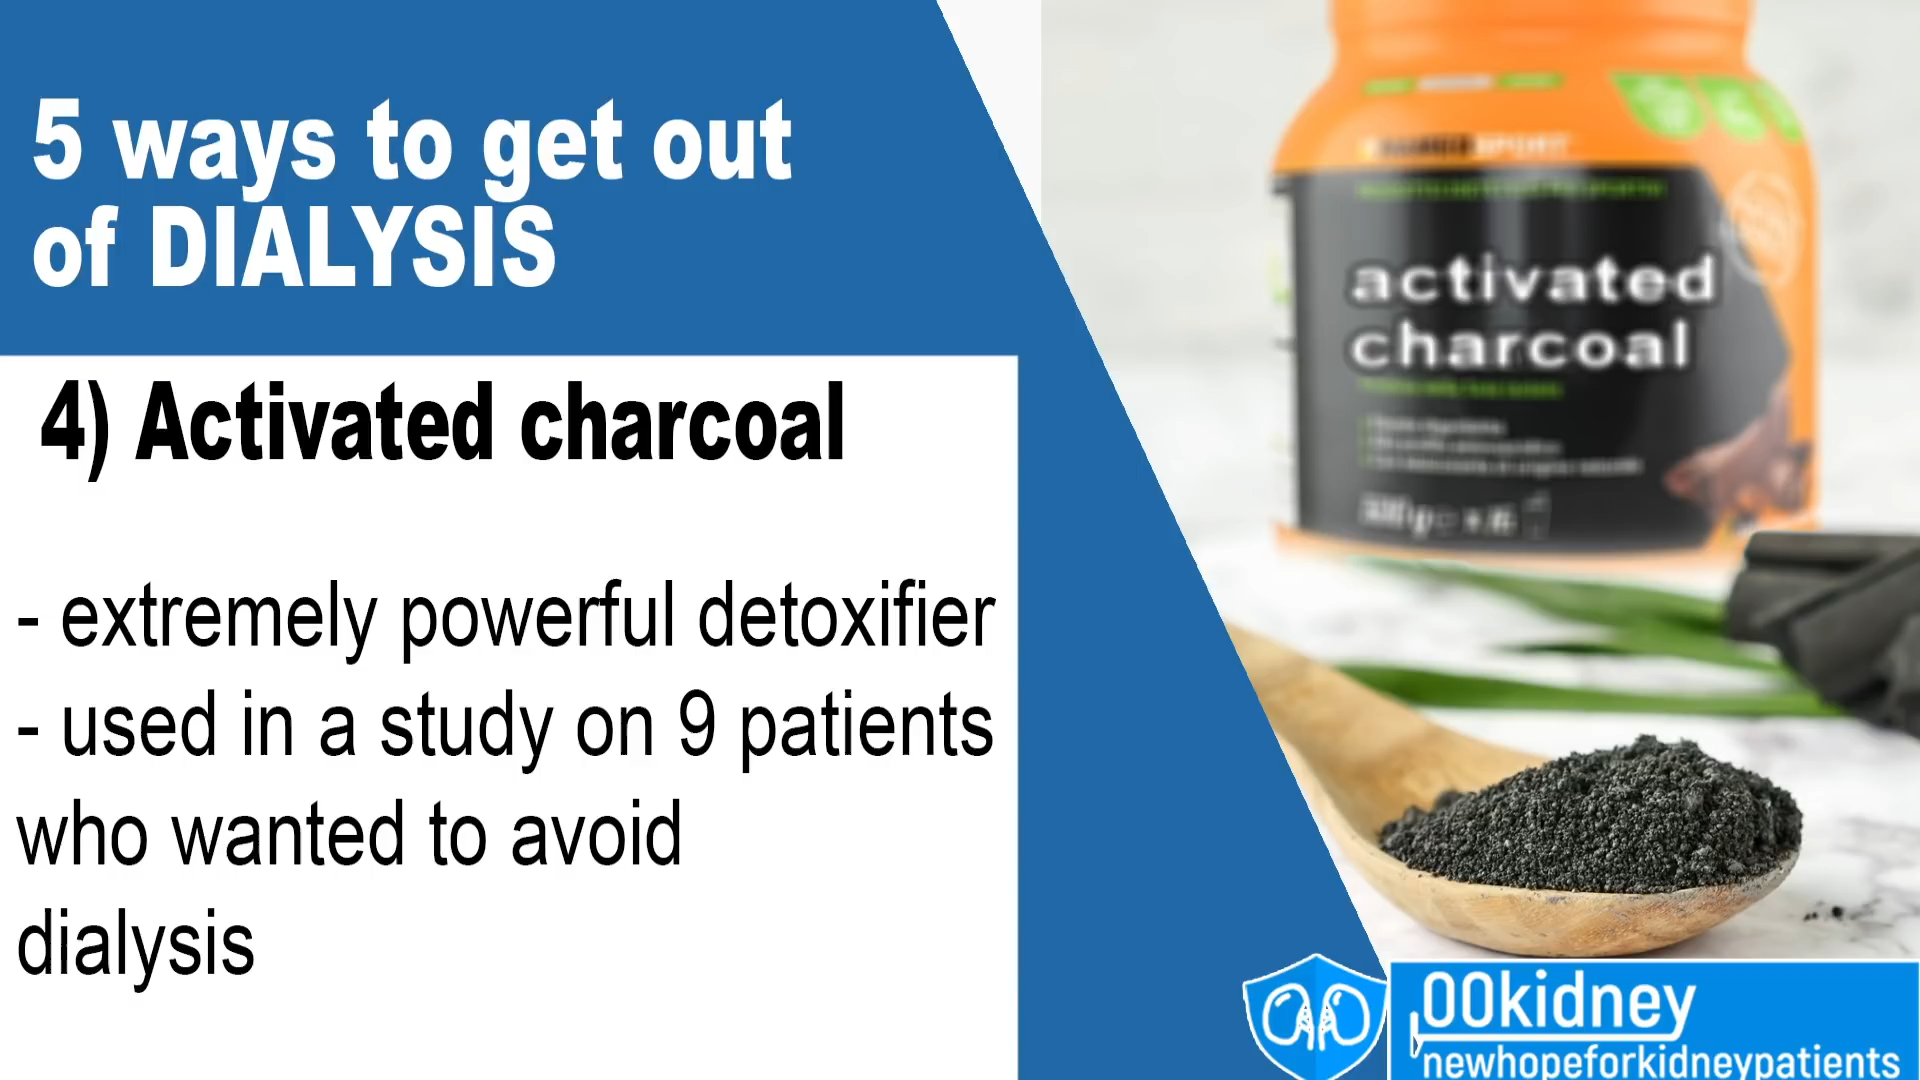 5 ways to get out
of DIALYSIS
4) Activated charcoal
- extremely powerful detoxifier
- used in a study on 9 patients
who wanted to avoid
dialysis
activated
charcoal
00kidney
newhopeforkidneypatients